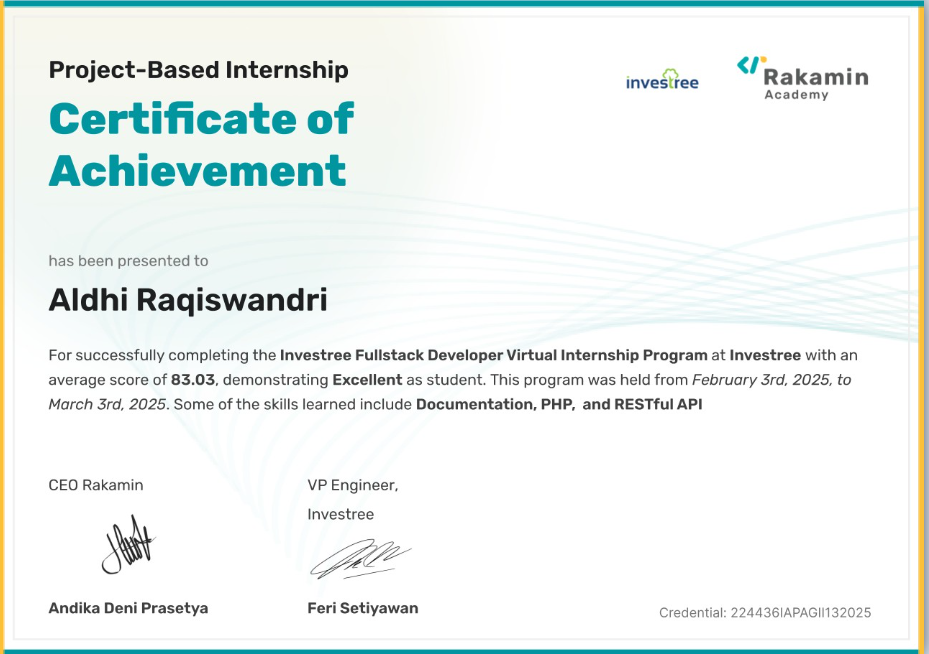 Project-Based Internship
Certificate of
Achievement
investree
Rakamin
Academy
has been presented to
Aldhi Raqiswandri
For successfully completing the Investree Fullstack Developer Virtual Internship Program at Investree with an
average score of 83.03, demonstrating Excellent as student. This program was held from February 3rd, 2025, to
March 3rd, 2025. Some of the skills learned include Documentation, PHP,  and RESTful API
CEO Rakamin
Andika Deni Prasetya
VP Engineer,
Investree
Feri Setiyawan
Credential: 224436IAPAGII132025